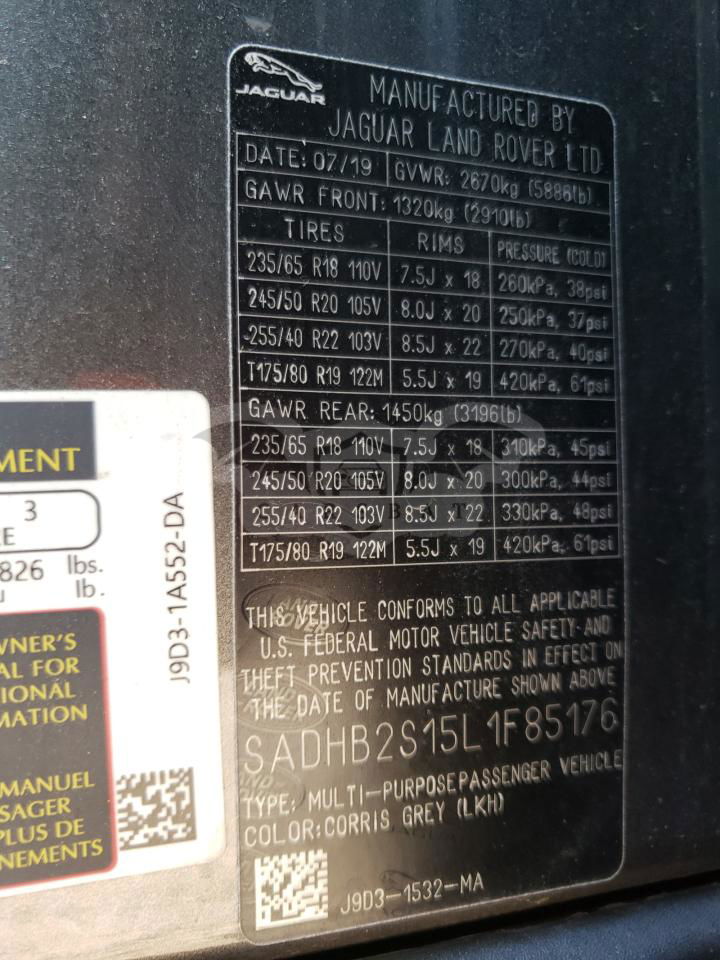 JAGUAR
MANUFACTURED BY
JAGUAR LAND ROVER LTD
DATE: 07/19 GVWR: 2670kg (5886lb)
GAWR FRONT: 1320kg (2910lb)
TIRES RIMS PRESSURE (COLD)
235/65 R18 110V 7.5J x 18 260kPa, 38psi
245/50 R20 105V 8.0J x 20 250kPa, 37psi
255/40 R22 103V 8.5J x 22 270kPa, 40psi
T175/80 R19 122M 5.5J x 19 420kPa, 61psi
GAWR REAR: 1450kg (3196lb)
235/65 R18 110V 7.5J x 18 310kPa, 45psi
245/50 R20 105V 8.0J x 20 300kPa, 44psi
255/40 R22 103V 8.5J x 22 330kPa, 48psi
T175/80 R19 122M 5.5J x 19 420kPa, 61psi
THIS VEHICLE CONFORMS TO ALL APPLICABLE
U.S. FEDERAL MOTOR VEHICLE SAFETY AND
THEFT PREVENTION STANDARDS IN EFFECT ON
THE DATE OF MANUFACTURE SHOWN ABOVE
SADHB2S15L1F85176
TYPE: MULTI-PURPOSE PASSENGER VEHICLE
COLOR: CORRIS GREY (LKH)
J9D3-1532-MA
MENT
3
RE
826 lbs.
lb.
WNER'S
AL FOR
IONAL
MATION
MANUEL
SAGER
PLUS DE
NEMENTS
J9D3-1A552-DA